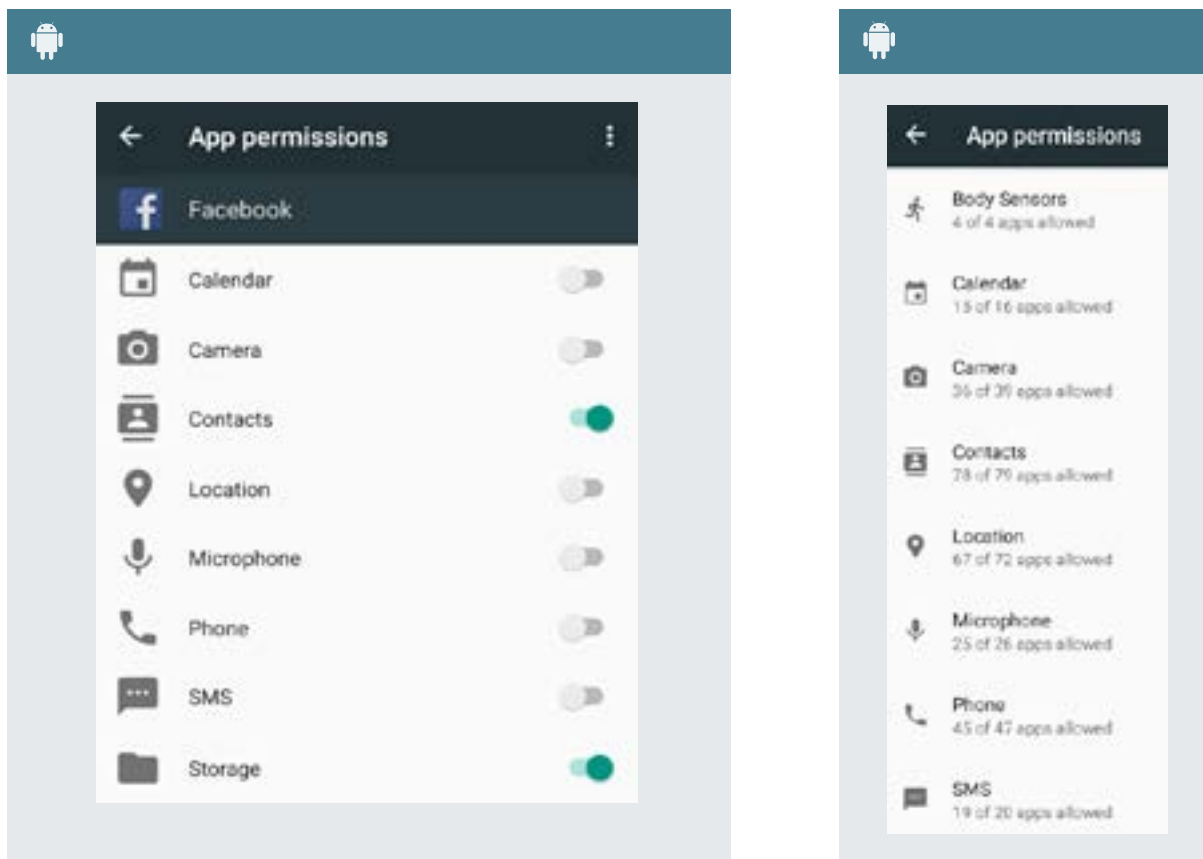 App permissions
Facebook
Calendar
Camera
Contacts
Location
Microphone
Phone
SMS
Storage
App permissions
Body Sensors
4 of 4 apps allowed
Calendar
15 of 16 apps allowed
Camera
36 of 39 apps allowed
Contacts
78 of 79 apps allowed
Location
67 of 72 apps allowed
Microphone
25 of 26 apps allowed
Phone
45 of 47 apps allowed
SMS
19 of 20 apps allowed